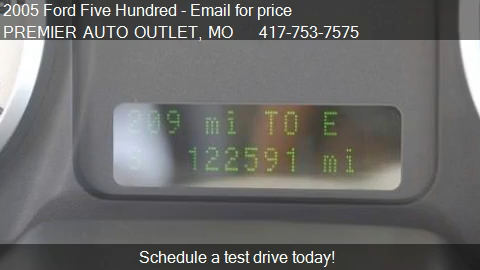 2005 Ford Five Hundred - Email for price
PREMIER AUTO OUTLET, MO 417-753-7575
209 mi TO E
122591 mi
Schedule a test drive today!